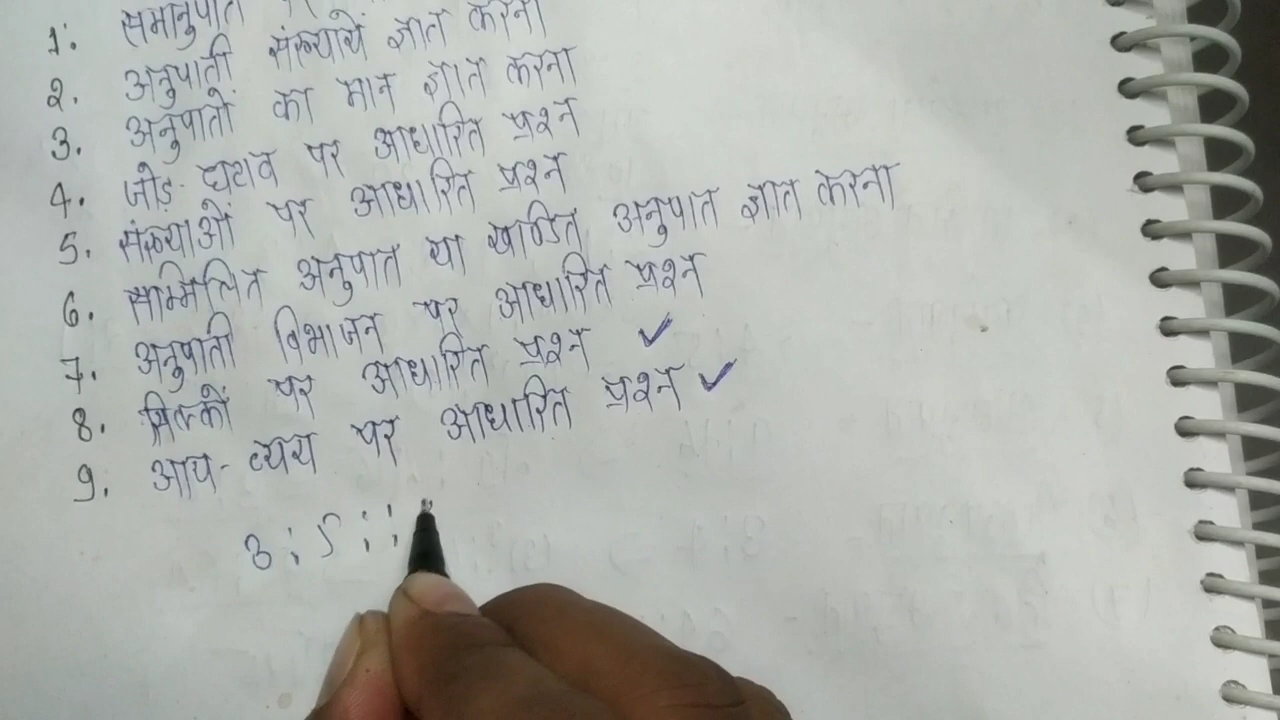 1. समानुपात
2. अनुपाती संख्यायें ज्ञात करना
3. अनुपातों का मान ज्ञात करना
4. जोड़-घटाव पर आधारित प्रश्न
5. संख्याओं पर आधारित प्रश्न
6. सम्मिलित अनुपात या खण्डित अनुपात ज्ञात करना
7. अनुपाती विभाजन पर आधारित प्रश्न
8. सिक्कों पर आधारित प्रश्न ✓
9. आय-व्यय पर आधारित प्रश्न ✓
3 : 5 : :